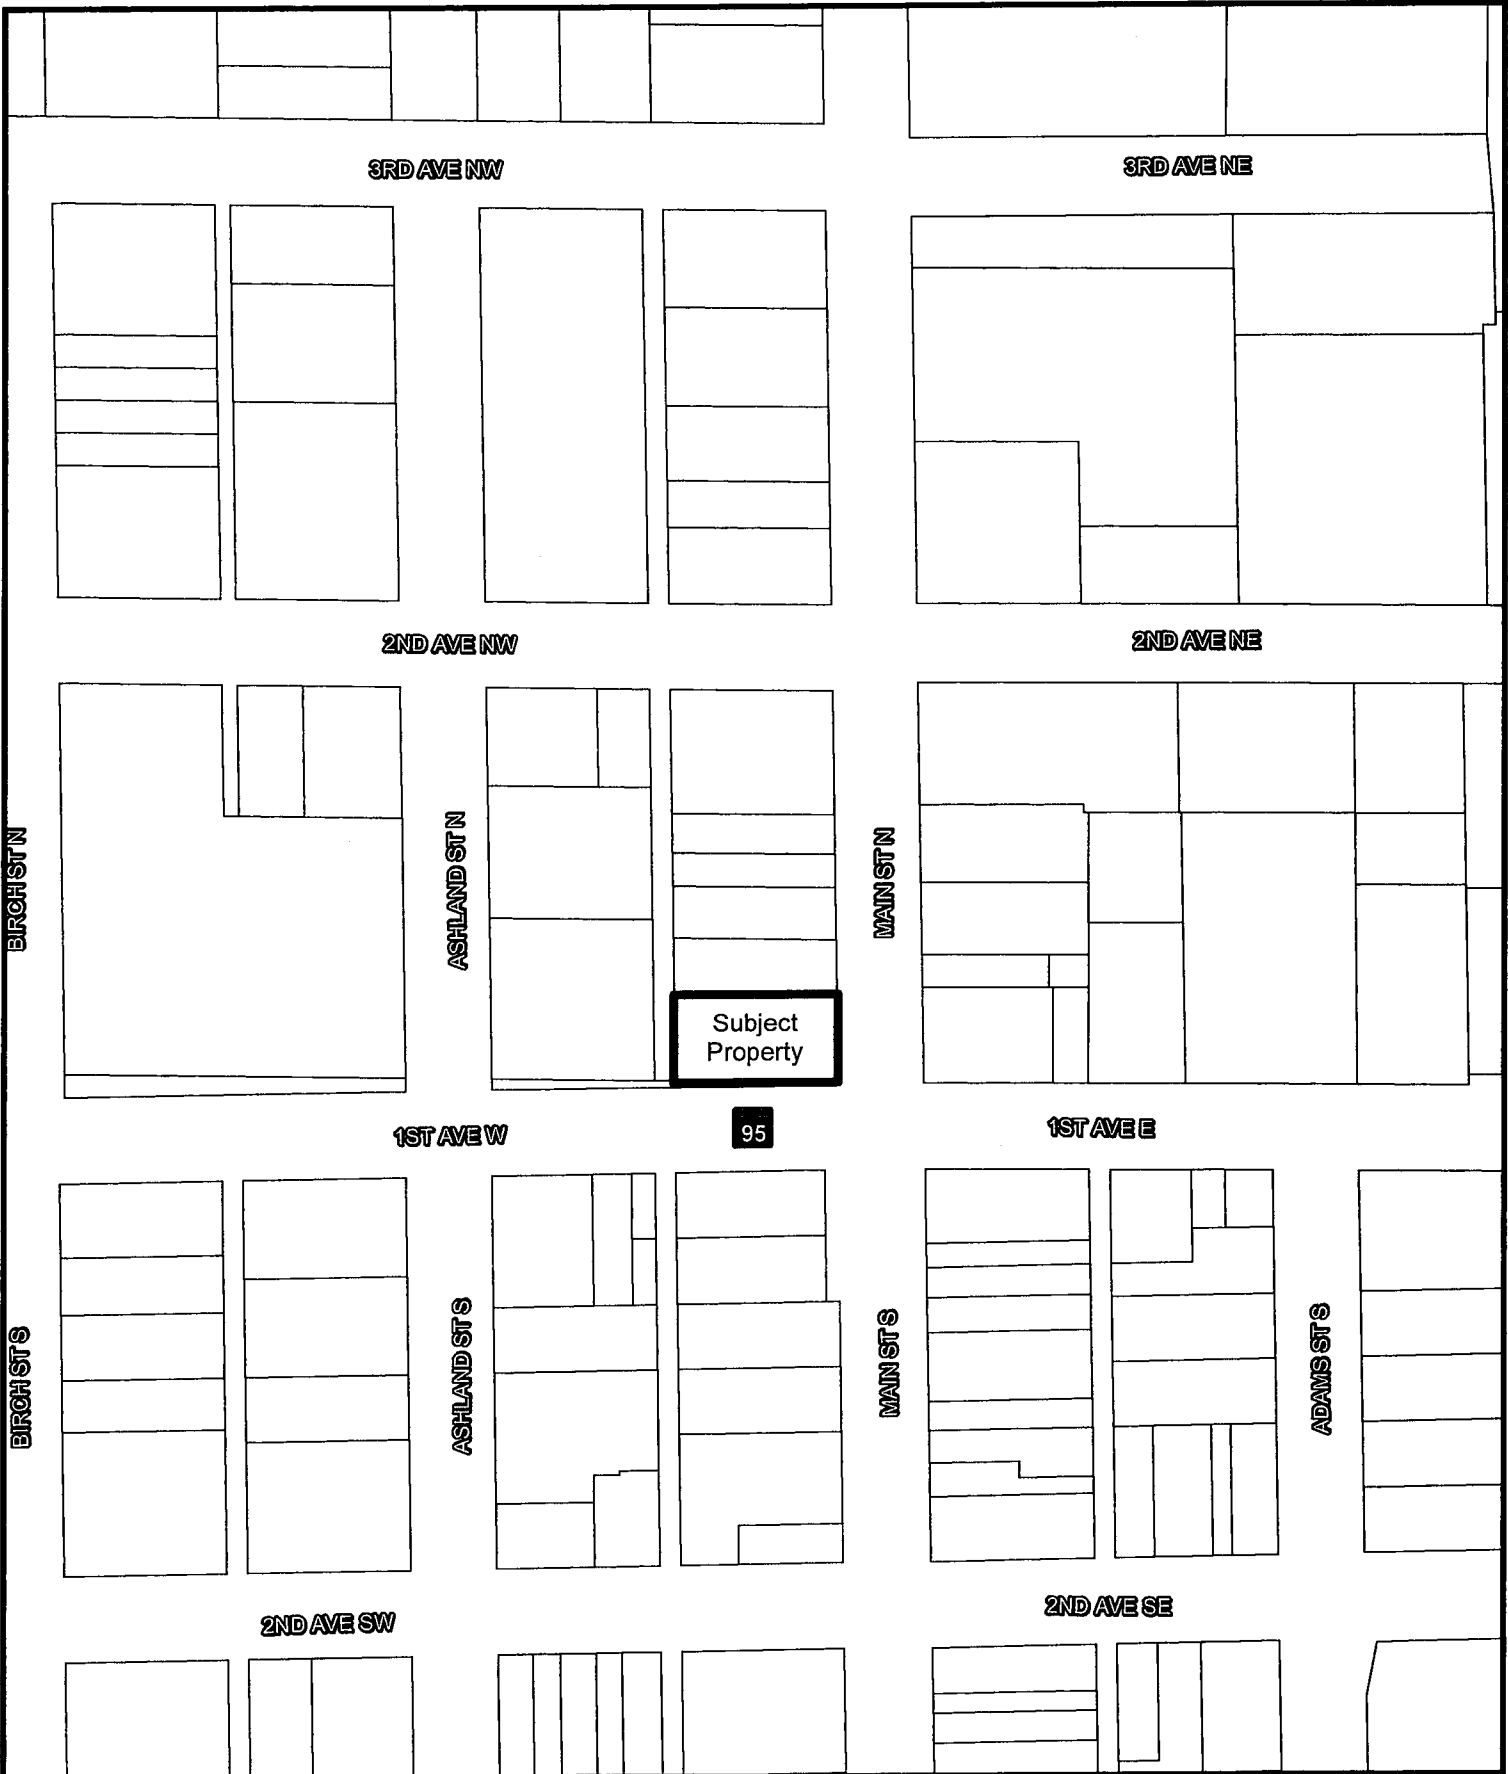 3RD AVE NW
3RD AVE NE
2ND AVE NW
2ND AVE NE
BIRCH ST N
ASHLAND ST N
MAIN ST N
Subject
Property
95
1ST AVE W
1ST AVE E
BIRCH ST S
ASHLAND ST S
MAIN ST S
ADAMS ST S
2ND AVE SW
2ND AVE SE